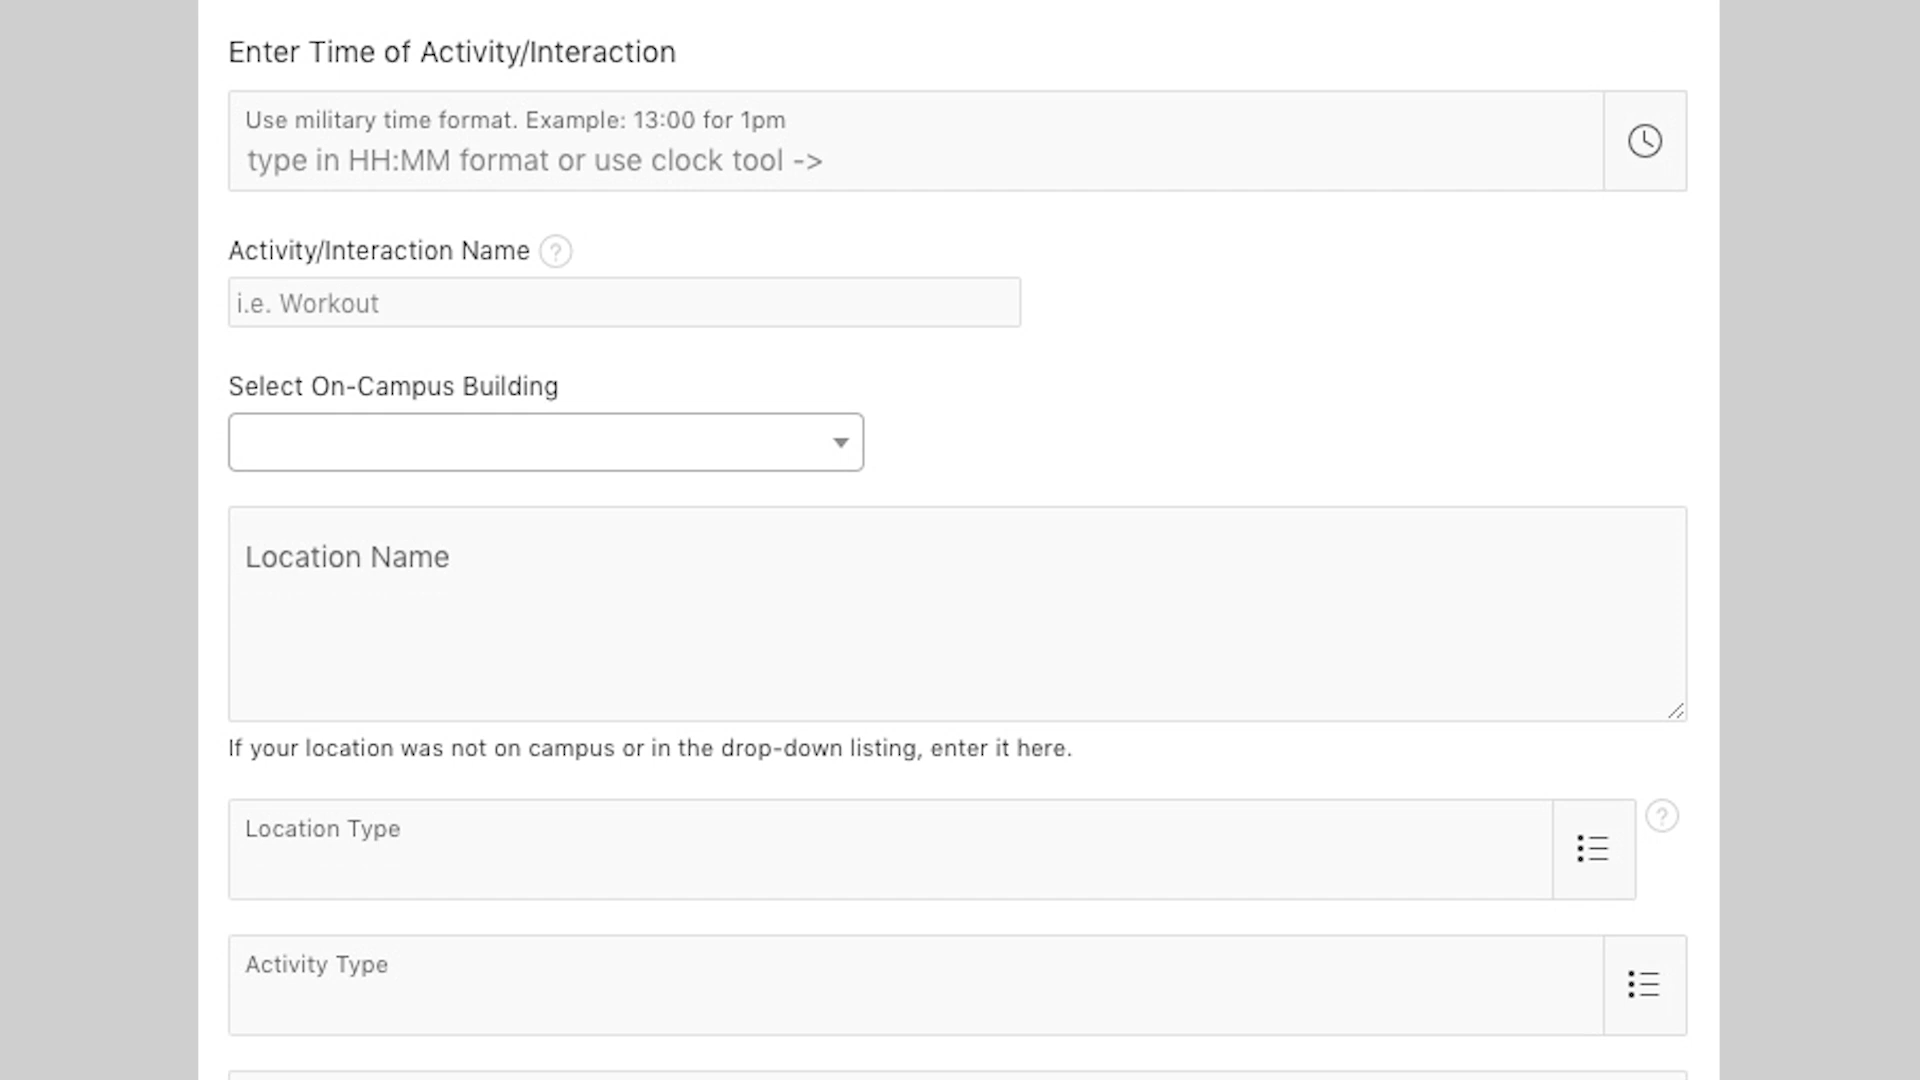 Enter Time of Activity/Interaction
Use military time format. Example: 13:00 for 1pm
type in HH:MM format or use clock tool ->
Activity/Interaction Name ?
i.e. Workout
Select On-Campus Building
Location Name
If your location was not on campus or in the drop-down listing, enter it here.
Location Type ?
Activity Type